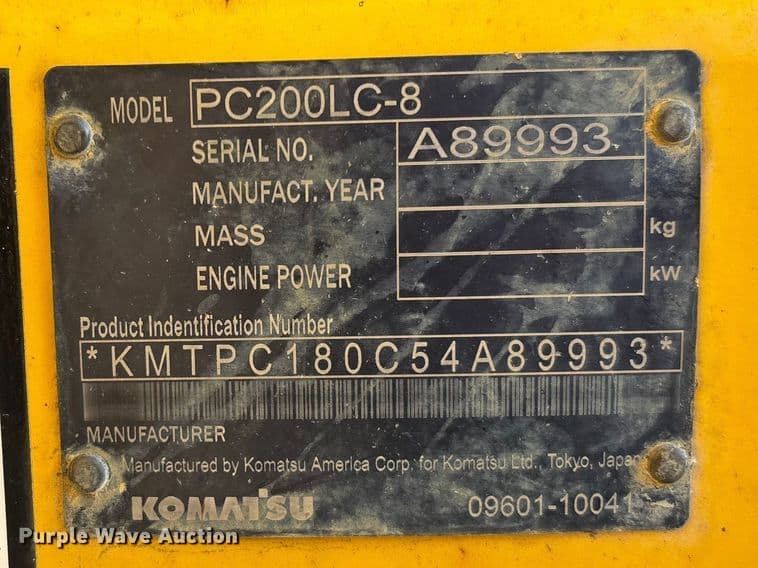 MODEL PC200LC-8
SERIAL NO. A89993
MANUFACT. YEAR
MASS kg
ENGINE POWER kW
Product Indentification Number
*KMTPC180C54A89993*
MANUFACTURER
Manufactured by Komatsu America Corp. for Komatsu Ltd., Tokyo, Japan
KOMATSU 09601-10041
Purple Wave Auction